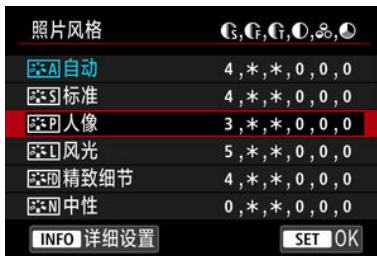 照片风格
A 自动 4,＊,＊,0,0,0
S 标准 4,＊,＊,0,0,0
P 人像 3,＊,＊,0,0,0
L 风光 5,＊,＊,0,0,0
FD 精致细节 4,＊,＊,0,0,0
N 中性 0,＊,＊,0,0,0
INFO 详细设置 SET OK